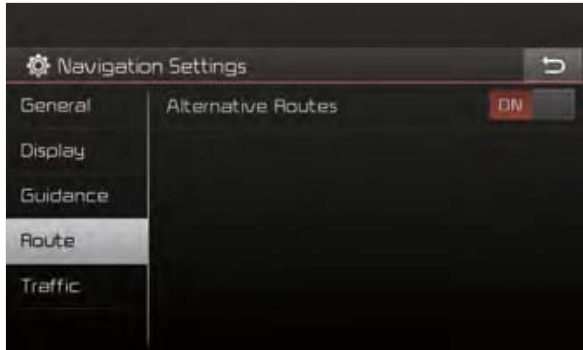 Navigation Settings
General
Alternative Routes
ON
Display
Guidance
Route
Traffic